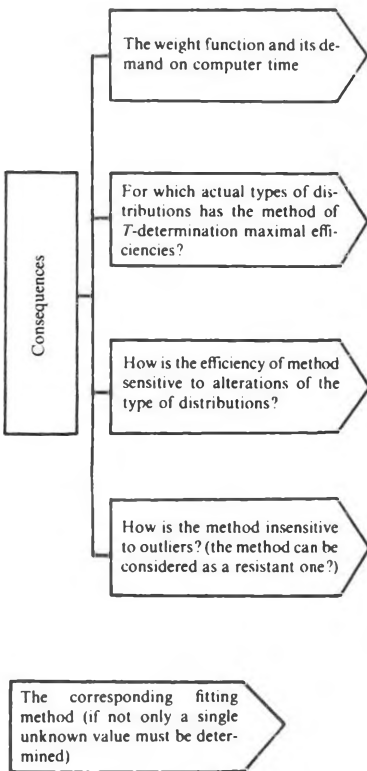 The weight function and its de-
mand on computer time
Consequences
For which actual types of dis-
tributions has the method of
T-determination maximal effi-
ciencies?
How is the efficiency of method
sensitive to alterations of the
type of distributions?
How is the method insensitive
to outliers? (the method can be
considered as a resistant one?)
The corresponding fitting
method (if not only a single
unknown value must be deter-
mined)